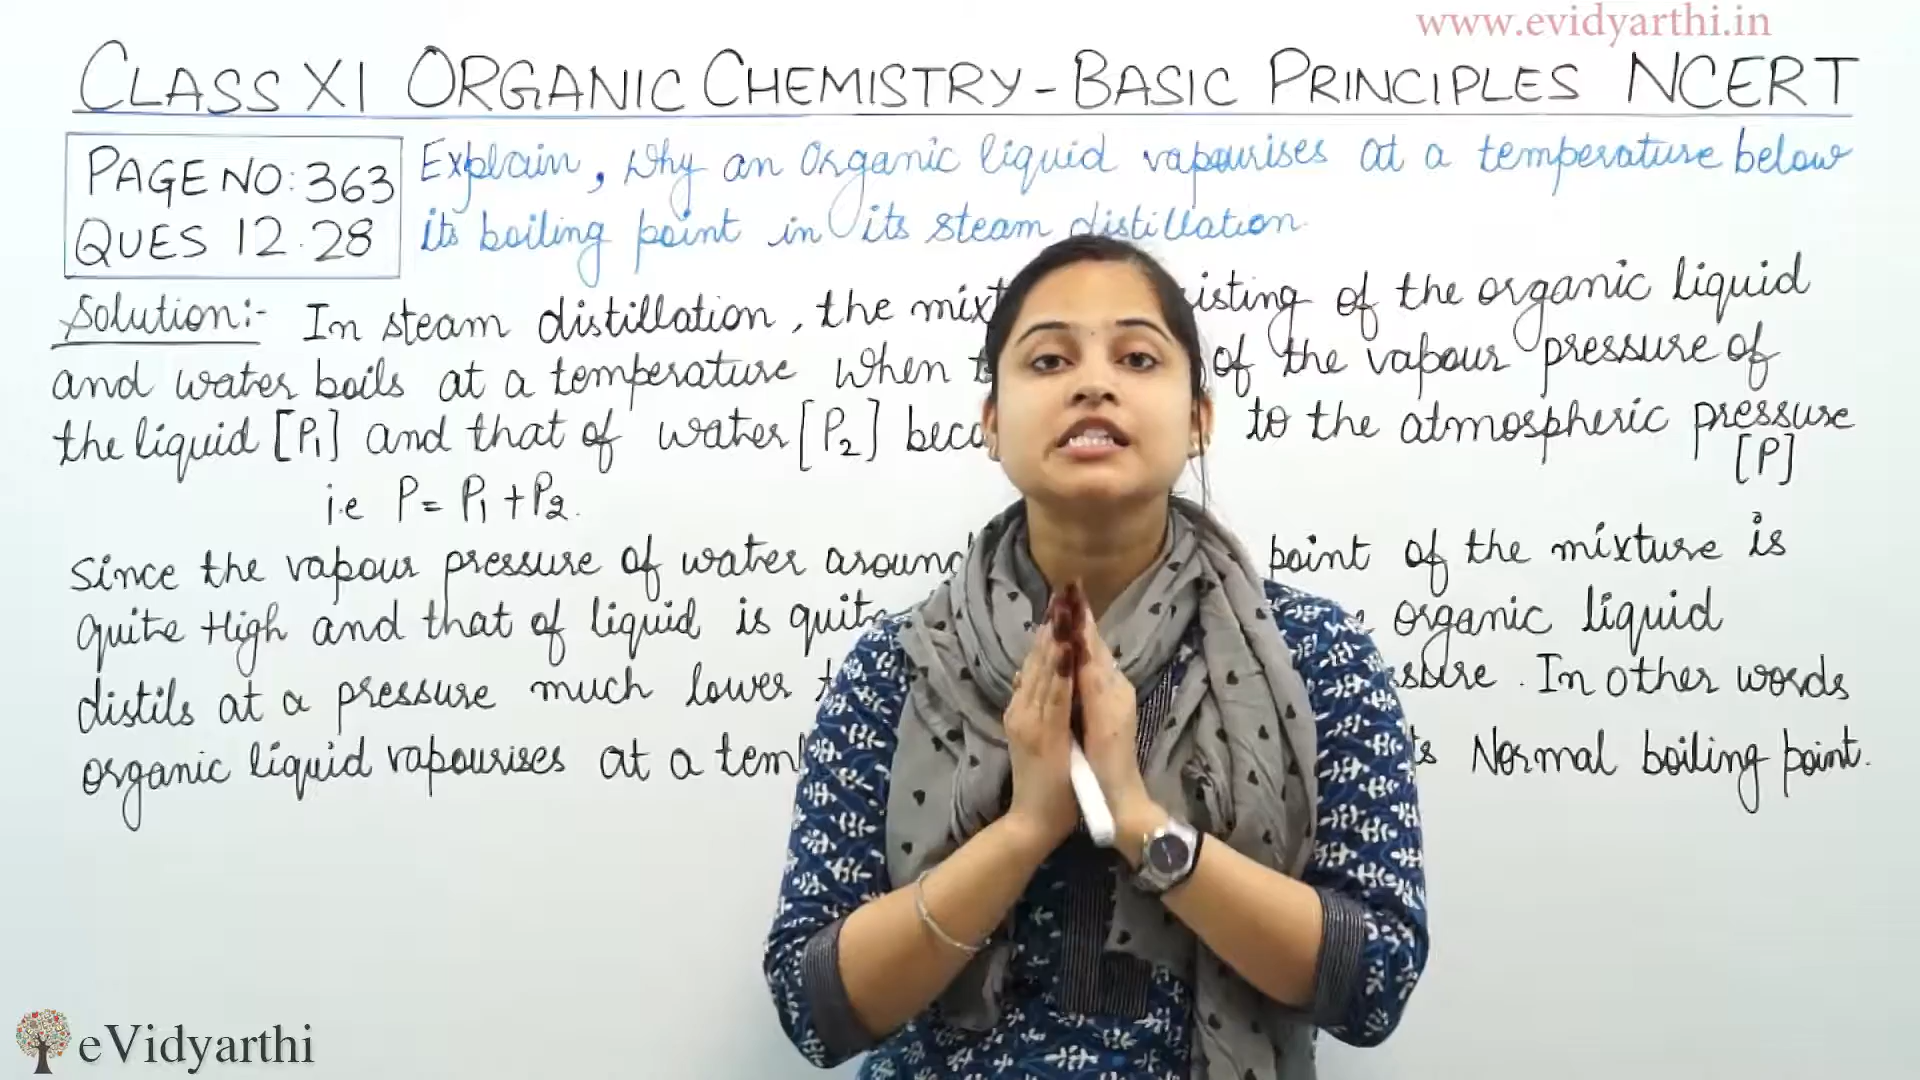 www.evidyarthi.in
CLASS XI ORGANIC CHEMISTRY - BASIC PRINCIPLES NCERT
PAGE NO: 363
QUES 12.28
Explain, Why an organic liquid vapourises at a temperature below
its boiling point in its steam distillation.
Solution:- In steam distillation, the of the organic liquid
and water boils at a temperature when of the vapour pressure of
the liquid [P1] and that of water [P2] to the atmospheric pressure
[P]
i.e P = P1 + P2.
Since the vapour pressure of water point of the mixture is
quite High and that of liquid is organic liquid
distils at a pressure much lower In other words
organic liquid vapourises at a Normal boiling point.
eVidyarthi